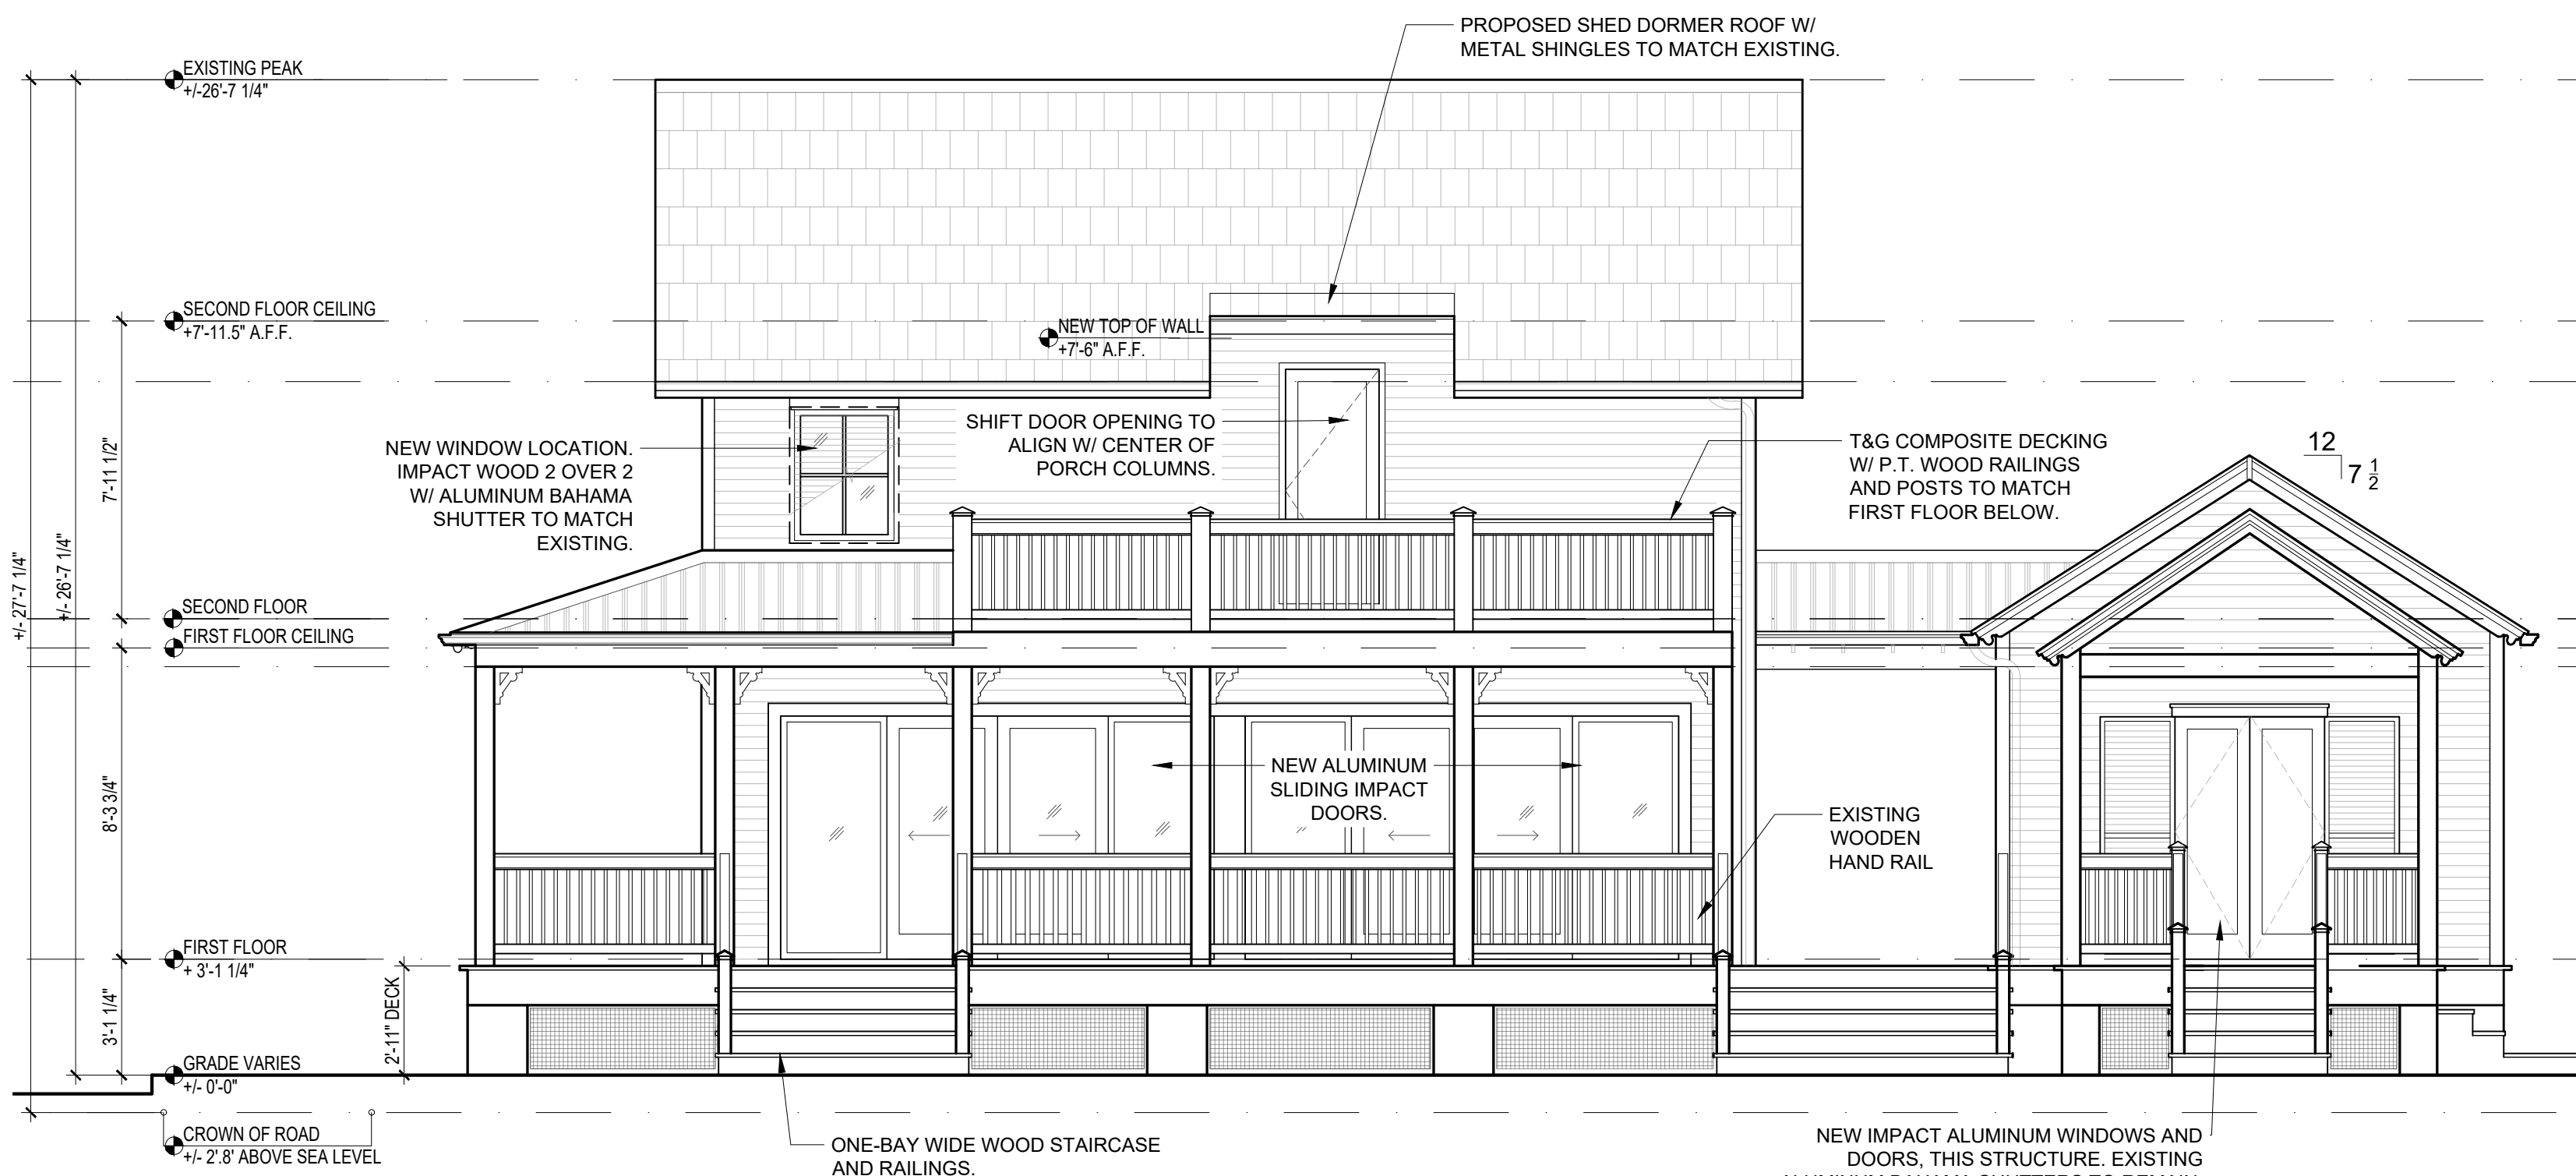 PROPOSED SHED DORMER ROOF W/
METAL SHINGLES TO MATCH EXISTING.
EXISTING PEAK
+/-26'-7 1/4"
SECOND FLOOR CEILING
+7'-11.5" A.F.F.
NEW TOP OF WALL
+7'-6" A.F.F.
SHIFT DOOR OPENING TO
ALIGN W/ CENTER OF
PORCH COLUMNS.
NEW WINDOW LOCATION.
IMPACT WOOD 2 OVER 2
W/ ALUMINUM BAHAMA
SHUTTER TO MATCH
EXISTING.
T&G COMPOSITE DECKING
W/ P.T. WOOD RAILINGS
AND POSTS TO MATCH
FIRST FLOOR BELOW.
12
7 1/2
7'-11 1/2"
+/- 27'-7 1/4"
+/- 26'-7 1/4"
SECOND FLOOR
FIRST FLOOR CEILING
8'-3 3/4"
NEW ALUMINUM
SLIDING IMPACT
DOORS.
EXISTING
WOODEN
HAND RAIL
FIRST FLOOR
+ 3'-1 1/4"
3'-1 1/4"
2'-11" DECK
GRADE VARIES
+/- 0'-0"
CROWN OF ROAD
+/- 2'.8' ABOVE SEA LEVEL
ONE-BAY WIDE WOOD STAIRCASE
AND RAILINGS.
NEW IMPACT ALUMINUM WINDOWS AND
DOORS, THIS STRUCTURE. EXISTING
ALUMINUM BAHAMA SHUTTERS TO REMAIN.